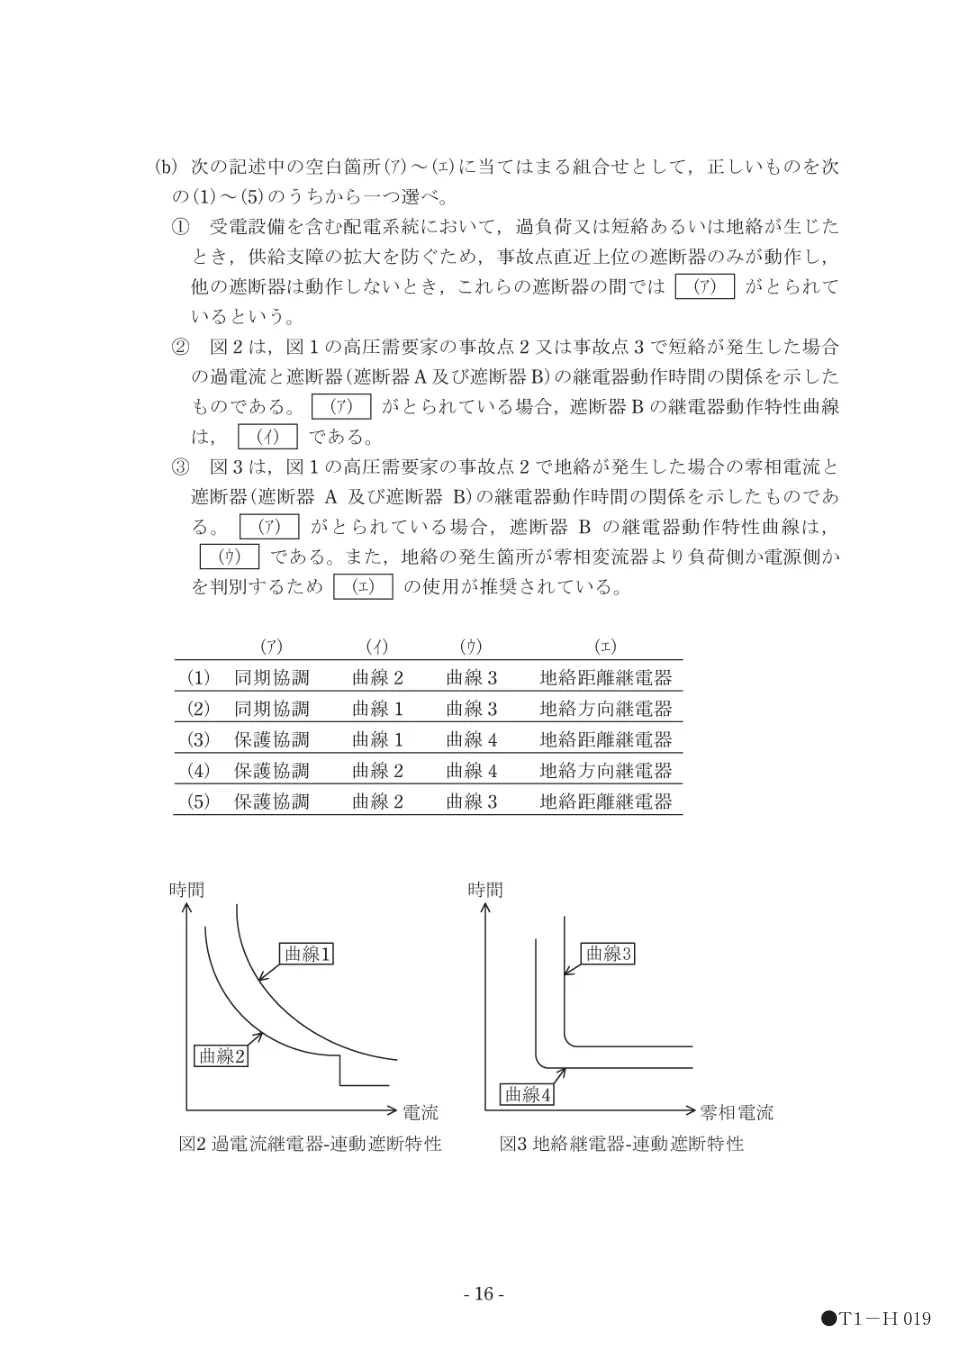 (b) 次の記述中の空白箇所(ア)～(エ)に当てはまる組合せとして，正しいものを次
の(1)～(5)のうちから一つ選べ。
① 受電設備を含む配電系統において，過負荷又は短絡あるいは地絡が生じた
とき，供給支障の拡大を防ぐため，事故点直近上位の遮断器のみが動作し，
他の遮断器は動作しないとき，これらの遮断器の間では (ア) がとられて
いるという。
② 図2は，図1の高圧需要家の事故点2又は事故点3で短絡が発生した場合
の過電流と遮断器(遮断器A及び遮断器B)の継電器動作時間の関係を示した
ものである。 (ア) がとられている場合，遮断器Bの継電器動作特性曲線
は， (イ) である。
③ 図3は，図1の高圧需要家の事故点2で地絡が発生した場合の零相電流と
遮断器(遮断器 A 及び遮断器 B)の継電器動作時間の関係を示したものであ
る。 (ア) がとられている場合，遮断器 B の継電器動作特性曲線は，
(ウ) である。また，地絡の発生箇所が零相変流器より負荷側か電源側か
を判別するため (エ) の使用が推奨されている。
(ア) (イ) (ウ) (エ)
(1) 同期協調 曲線2 曲線3 地絡距離継電器
(2) 同期協調 曲線1 曲線3 地絡方向継電器
(3) 保護協調 曲線1 曲線4 地絡距離継電器
(4) 保護協調 曲線2 曲線4 地絡方向継電器
(5) 保護協調 曲線2 曲線3 地絡距離継電器
時間
曲線1
曲線2
電流
図2 過電流継電器-連動遮断特性
時間
曲線3
曲線4
零相電流
図3 地絡継電器-連動遮断特性
- 16 -
●T1－H 019